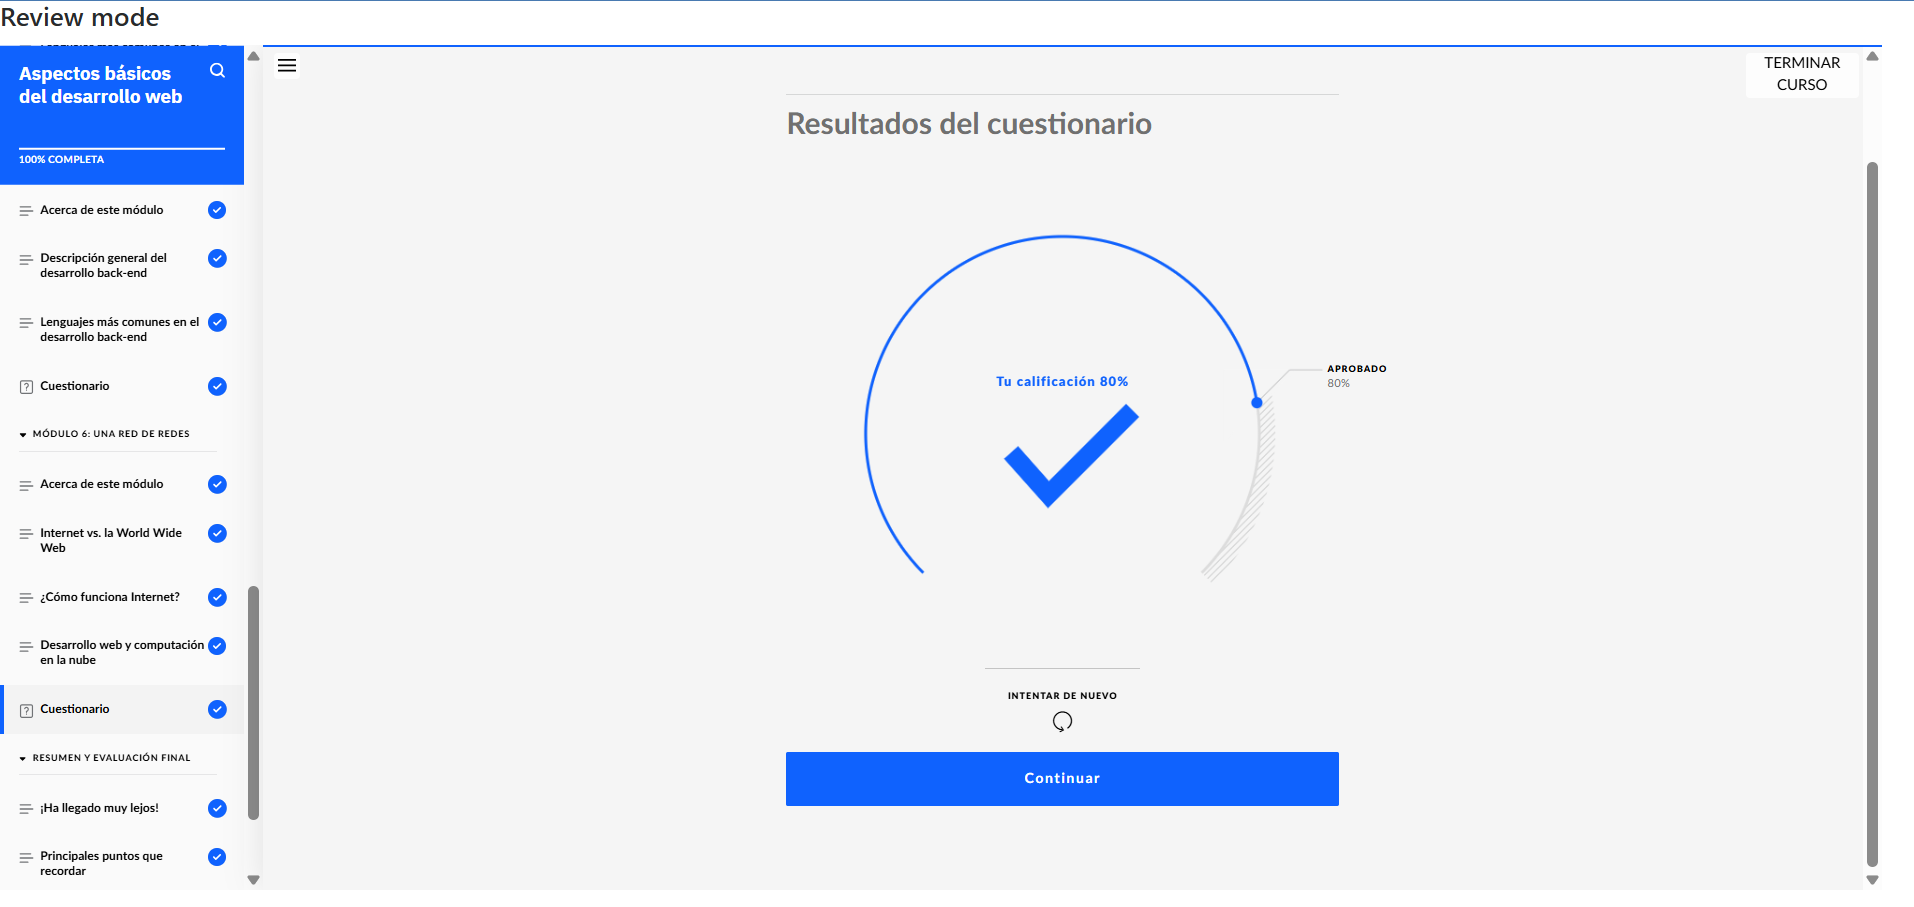 Review mode
Aspectos básicos
del desarrollo web
100% COMPLETA
Acerca de este módulo
Descripción general del
desarrollo back-end
Lenguajes más comunes en el
desarrollo back-end
Cuestionario
MÓDULO 6: UNA RED DE REDES
Acerca de este módulo
Internet vs. la World Wide
Web
¿Cómo funciona Internet?
Desarrollo web y computación
en la nube
Cuestionario
RESUMEN Y EVALUACIÓN FINAL
¡Ha llegado muy lejos!
Principales puntos que
recordar
TERMINAR
CURSO
Resultados del cuestionario
Tu calificación 80%
APROBADO
80%
INTENTAR DE NUEVO
Continuar